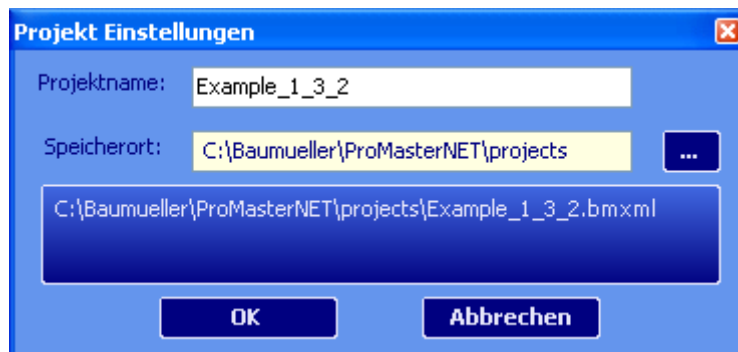 Projekt Einstellungen
Projektname: Example_1_3_2
Speicherort: C:\Baumueller\ProMasterNET\projects ...
C:\Baumueller\ProMasterNET\projects\Example_1_3_2.bmxml
OK Abbrechen